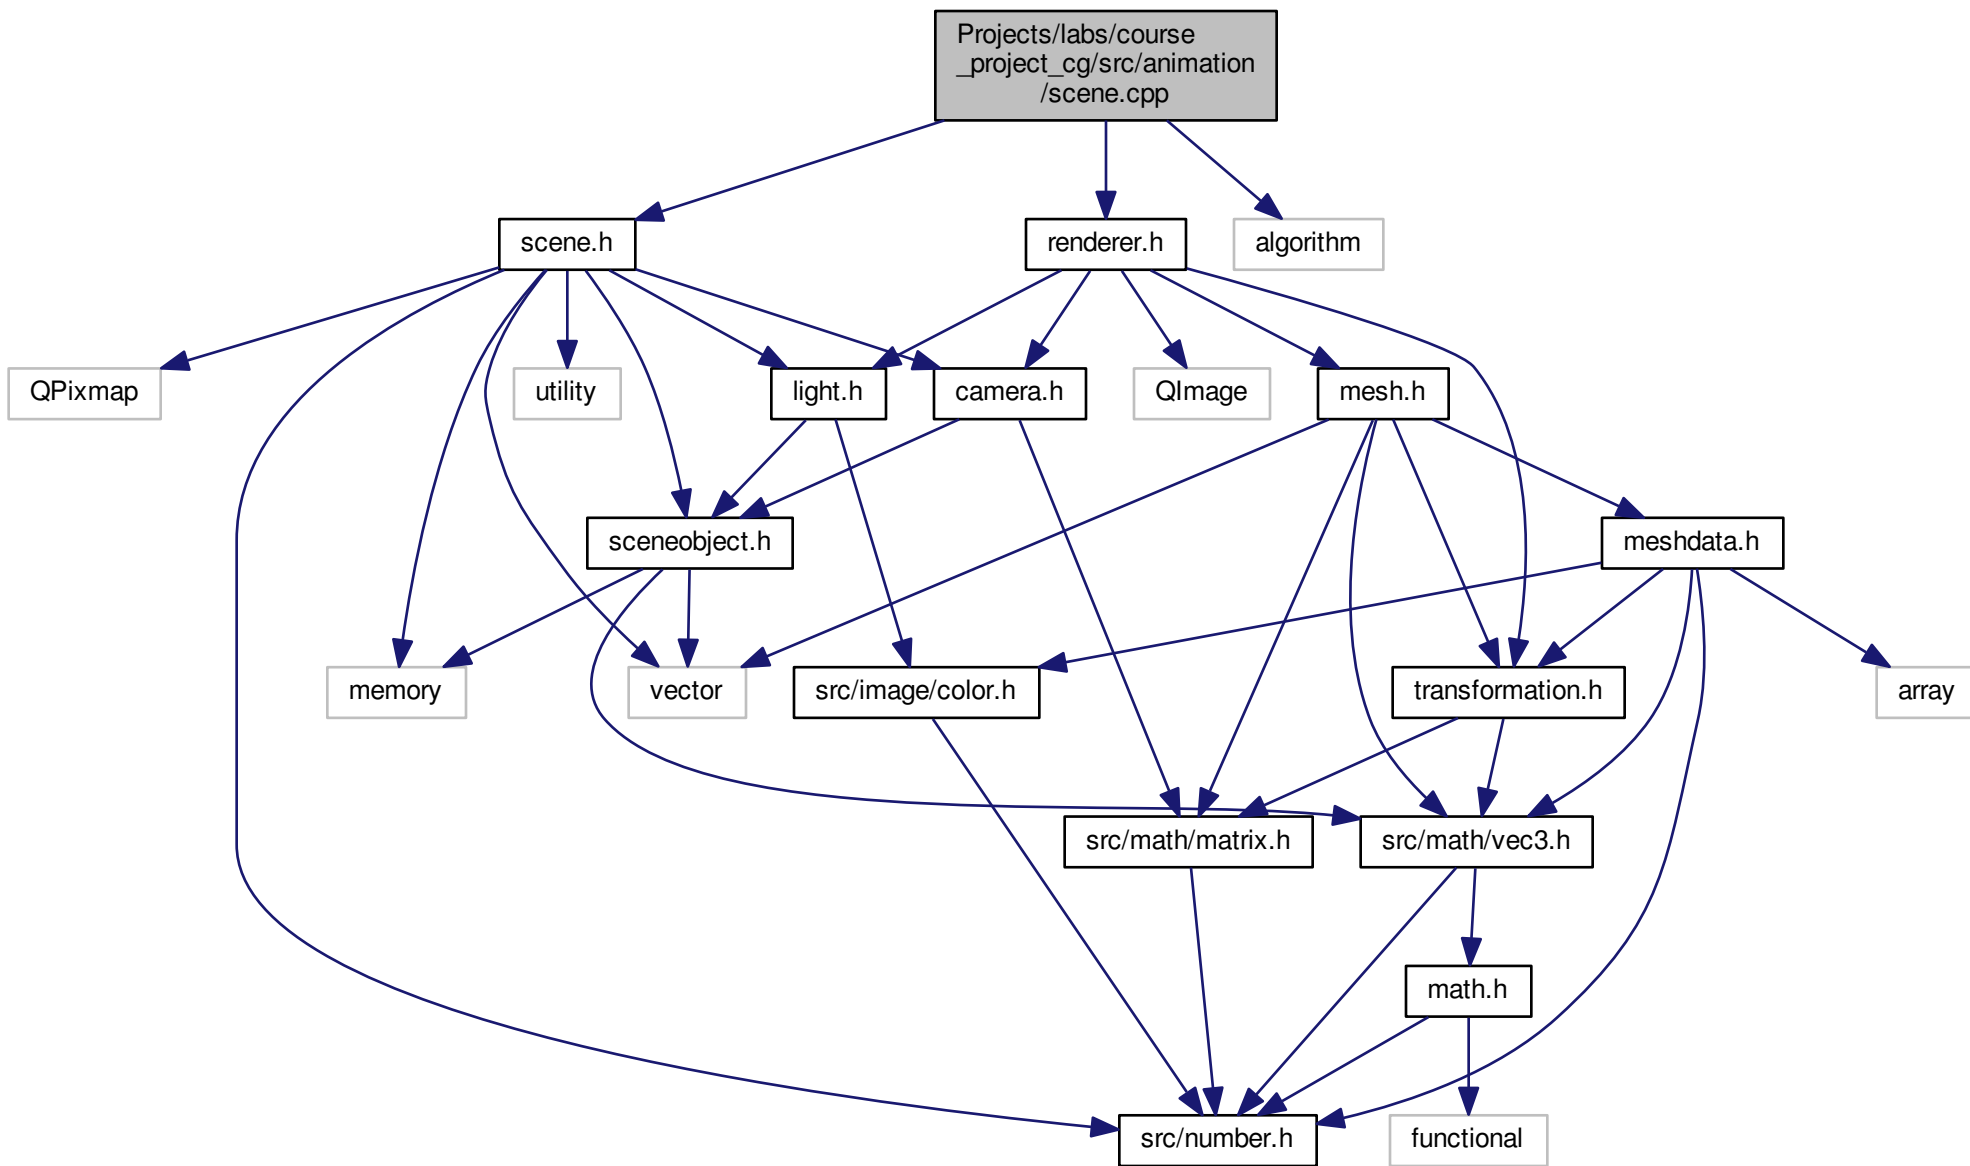 Projects/labs/course
_project_cg/src/animation
/scene.cpp
scene.h
renderer.h
algorithm
QPixmap
utility
light.h
camera.h
QImage
mesh.h
sceneobject.h
meshdata.h
memory
vector
src/image/color.h
transformation.h
array
src/math/matrix.h
src/math/vec3.h
math.h
src/number.h
functional